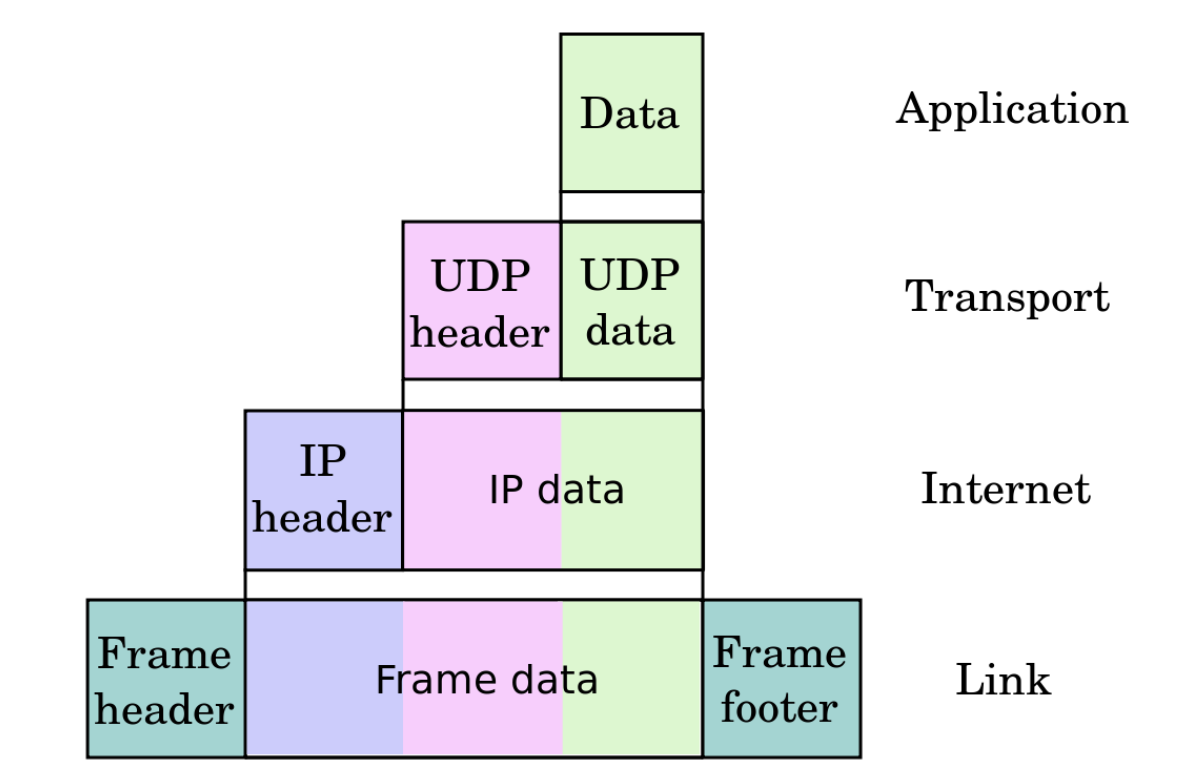 Data
Application
UDP
header
UDP
data
Transport
IP
header
IP data
Internet
Frame
header
Frame data
Frame
footer
Link